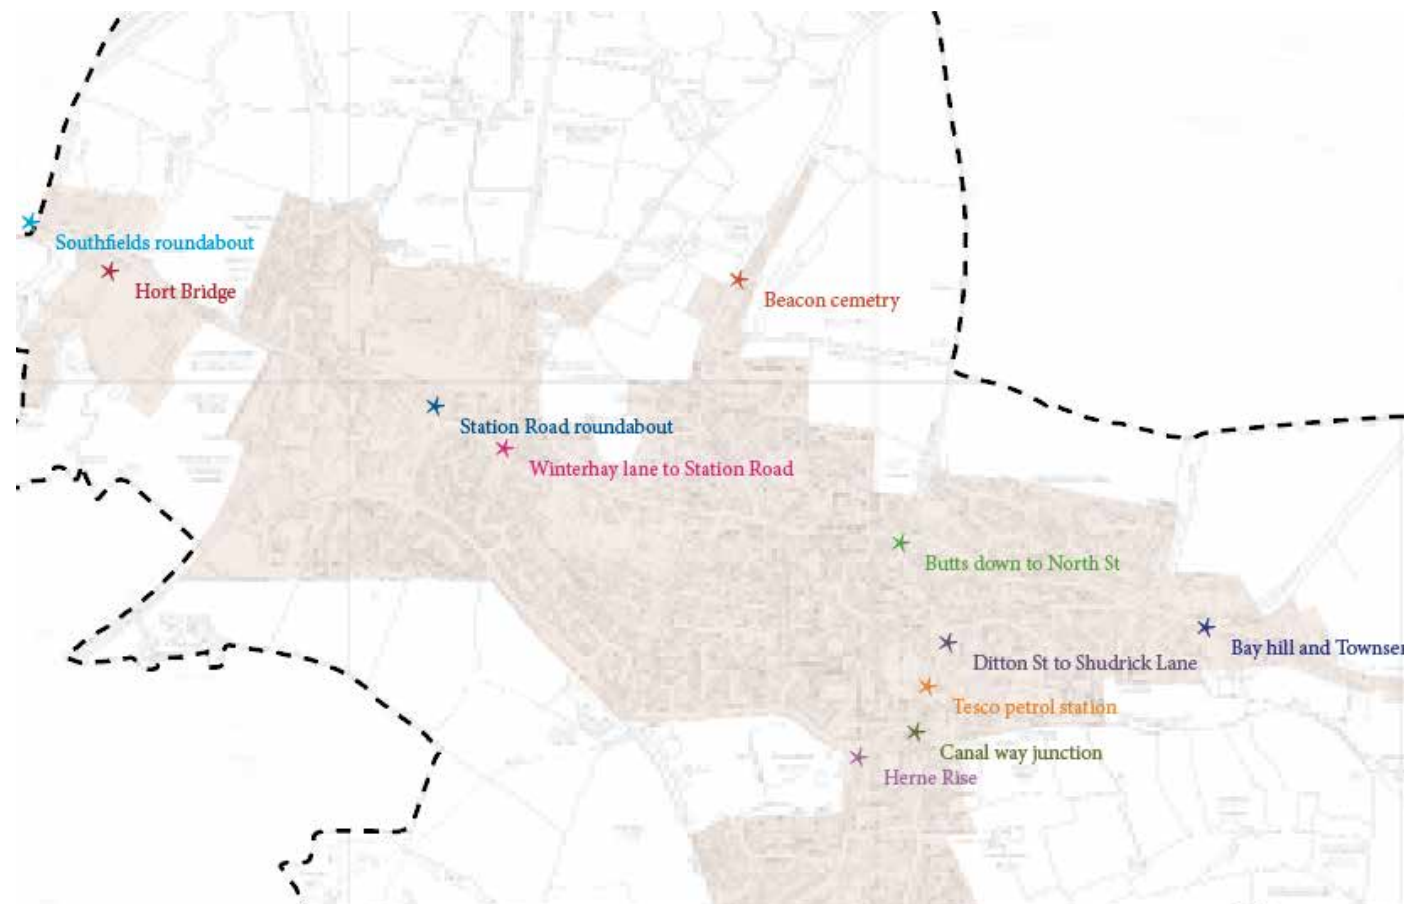 Southfields roundabout
Hort Bridge
Beacon cemetry
Station Road roundabout
Winterhay lane to Station Road
Butts down to North St
Bay hill and Townser
Ditton St to Shudrick Lane
Tesco petrol station
Canal way junction
Herne Rise